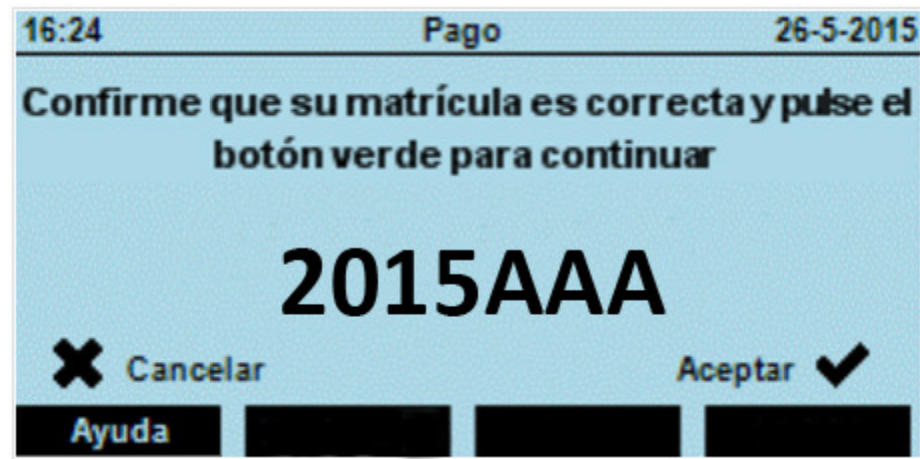 16:24 Pago 26-5-2015
Confirme que su matrícula es correcta y pulse el
botón verde para continuar
2015AAA
Cancelar Aceptar
Ayuda